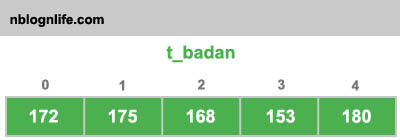 nblognlife.com
t_badan
0 1 2 3 4
172 175 168 153 180